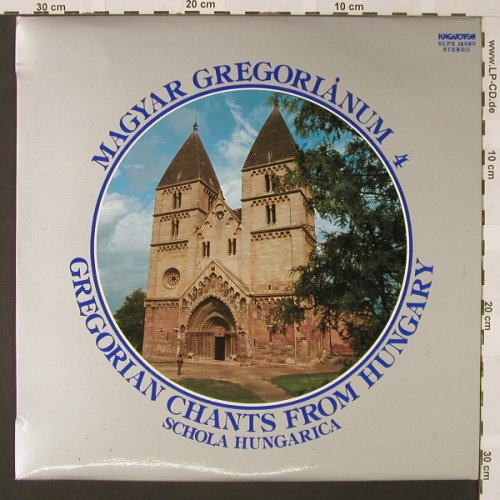 30 cm
20 cm
10 cm
HUNGAROTON
SLPX 12050
STEREO
www.LP-CD.de
10 cm
20 cm
30 cm
MAGYAR GREGORIÁNUM 4
GREGORIAN CHANTS FROM HUNGARY
SCHOLA HUNGARICA